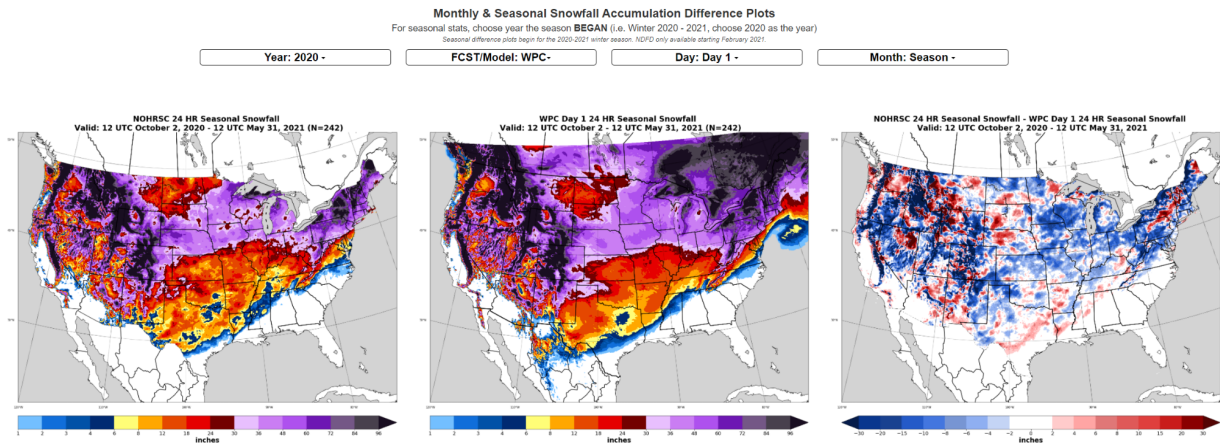 Monthly & Seasonal Snowfall Accumulation Difference Plots
For seasonal stats, choose year the season BEGAN (i.e. Winter 2020 - 2021, choose 2020 as the year)
Seasonal difference plots begin for the 2020-2021 winter season. NDFD only available starting February 2021.
Year: 2020
FCST/Model: WPC
Day: Day 1
Month: Season
NOHRSC 24 HR Seasonal Snowfall
Valid: 12 UTC October 2, 2020 - 12 UTC May 31, 2021 (N=242)
WPC Day 1 24 HR Seasonal Snowfall
Valid: 12 UTC October 2 - 12 UTC May 31, 2021 (N=242)
NOHRSC 24 HR Seasonal Snowfall - WPC Day 1 24 HR Seasonal Snowfall
Valid: 12 UTC October 2, 2020 - 12 UTC May 31, 2021
1 2 3 4 6 8 12 18 24 30 36 48 60 72 84 96
inches
1 2 3 4 6 8 12 18 24 30 36 48 60 72 84 96
inches
−30 −15 −10 −8 −6 −4 −2 0 2 4 6 8 10 15 30
inches